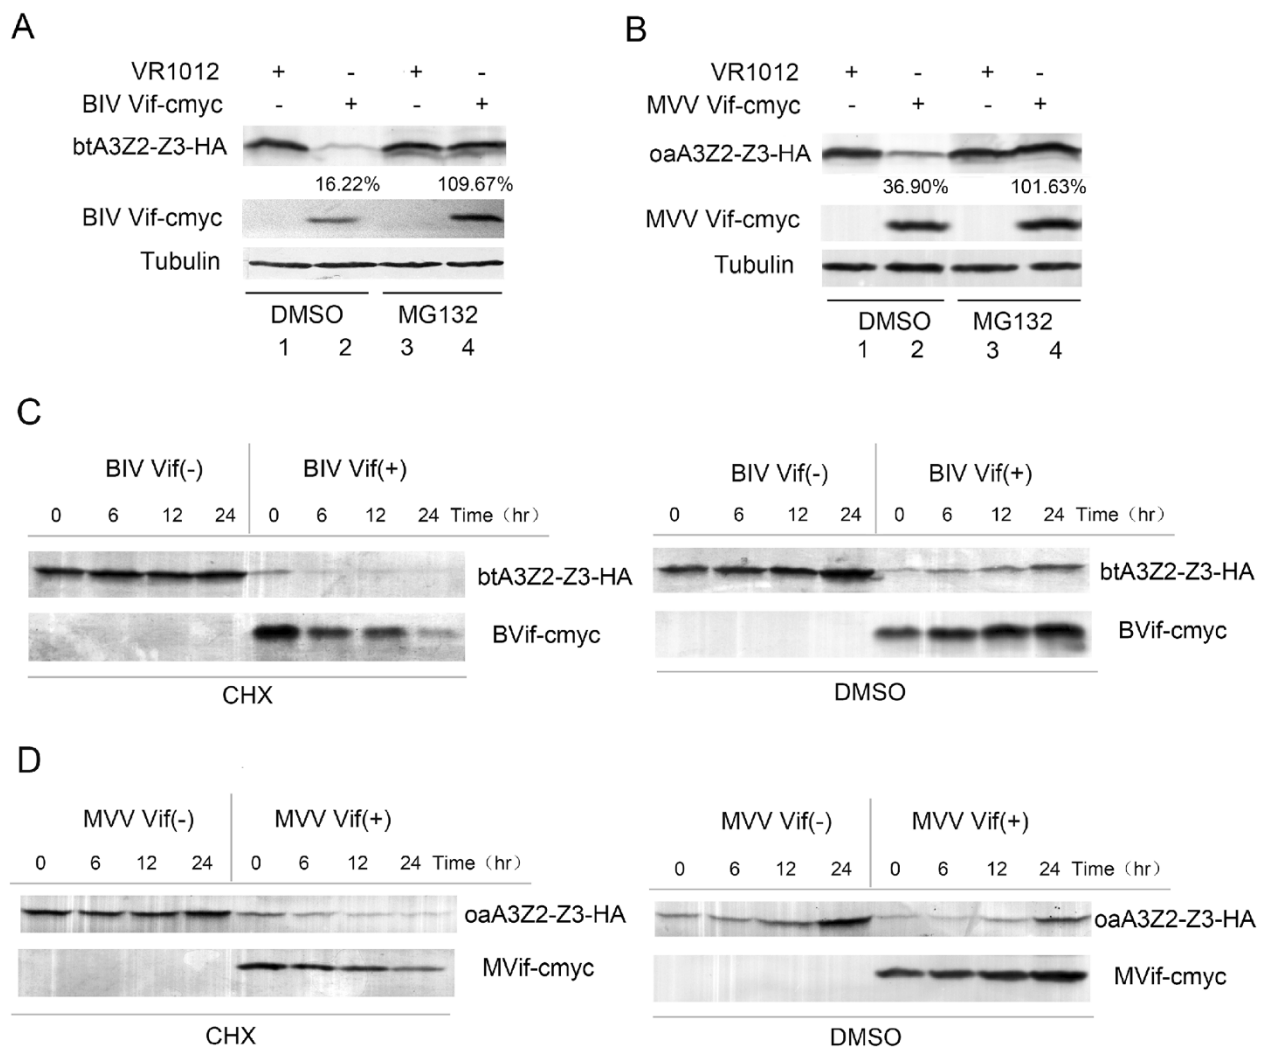 A
VR1012 + - + -
BIV Vif-cmyc - + - +
btA3Z2-Z3-HA
16.22% 109.67%
BIV Vif-cmyc
Tubulin
DMSO MG132
1 2 3 4
B
VR1012 + - + -
MVV Vif-cmyc - + - +
oaA3Z2-Z3-HA
36.90% 101.63%
MVV Vif-cmyc
Tubulin
DMSO MG132
1 2 3 4
C
BIV Vif(-) BIV Vif(+)
0 6 12 24 0 6 12 24 Time（hr）
btA3Z2-Z3-HA
BVif-cmyc
CHX
BIV Vif(-) BIV Vif(+)
0 6 12 24 0 6 12 24 Time（hr）
btA3Z2-Z3-HA
BVif-cmyc
DMSO
D
MVV Vif(-) MVV Vif(+)
0 6 12 24 0 6 12 24 Time（hr）
oaA3Z2-Z3-HA
MVif-cmyc
CHX
MVV Vif(-) MVV Vif(+)
0 6 12 24 0 6 12 24 Time（hr）
oaA3Z2-Z3-HA
MVif-cmyc
DMSO